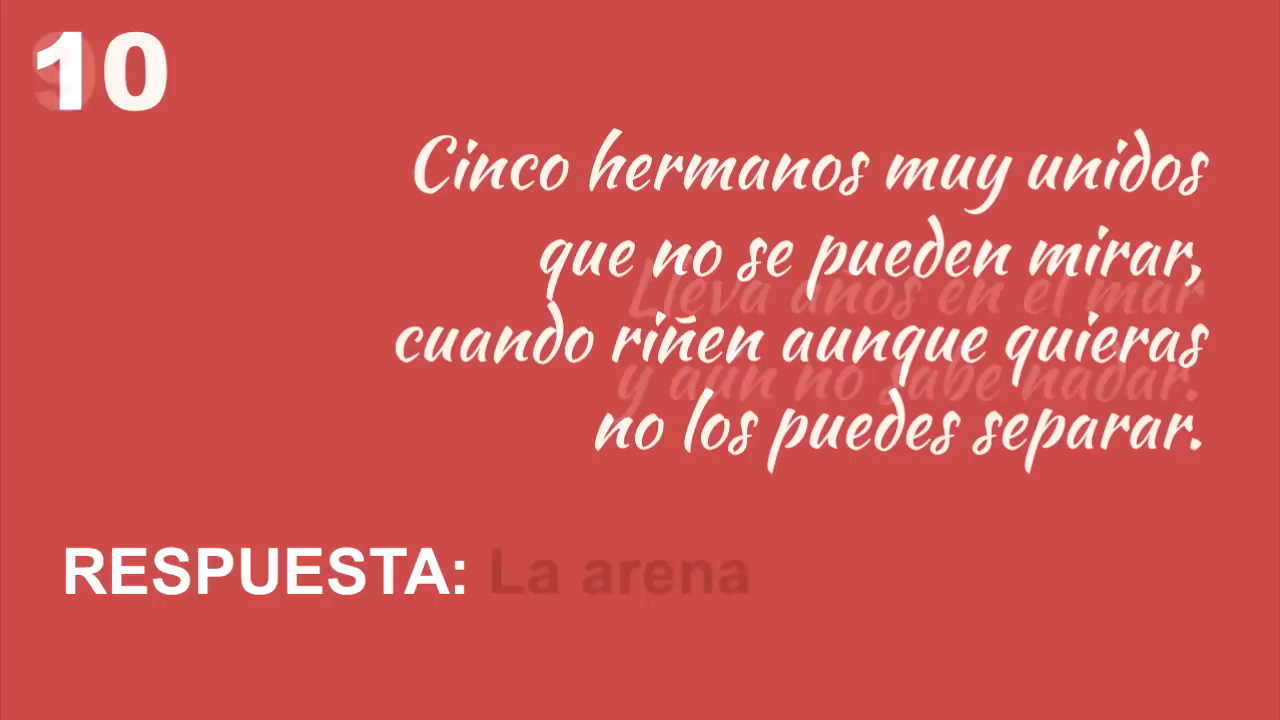 10
Cinco hermanos muy unidos
que no se pueden mirar,
Lleva años en el mar
cuando riñen aunque quieras
y aún no sabe nadar.
no los puedes separar.
RESPUESTA: La arena